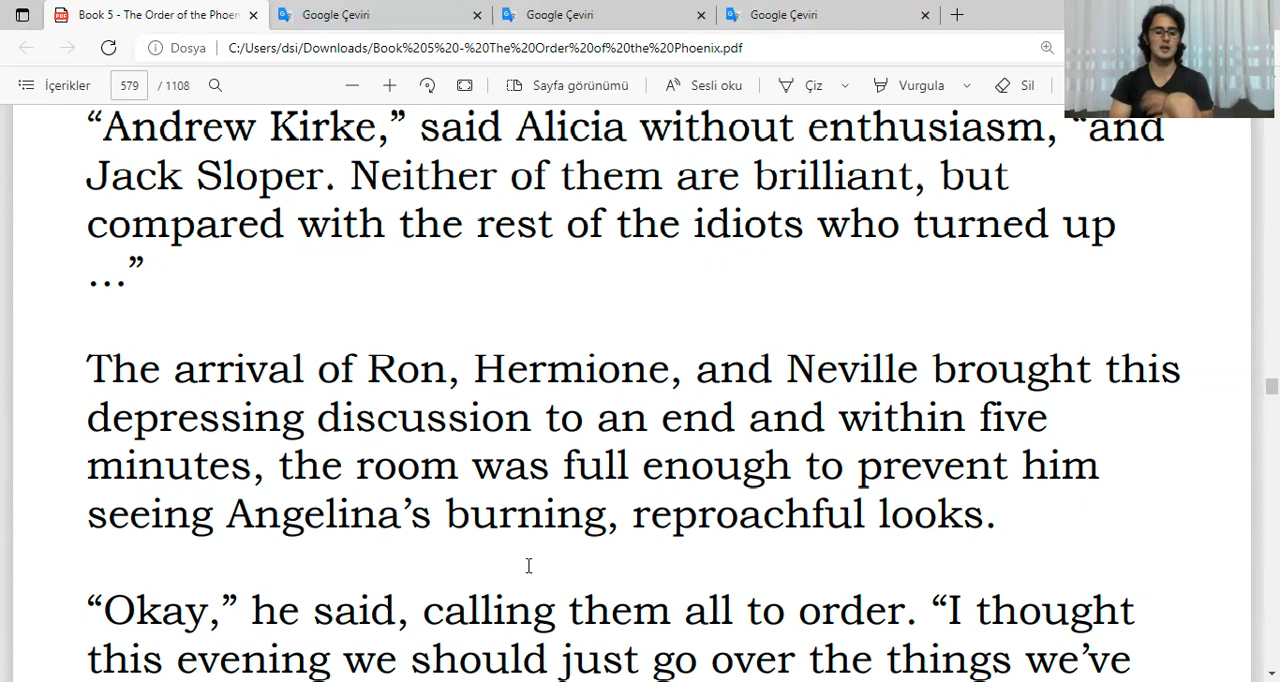 Book 5 - The Order of the Phoen
Google Çeviri
Google Çeviri
Google Çeviri
Dosya
C:/Users/dsi/Downloads/Book%205%20-%20The%20Order%20of%20the%20Phoenix.pdf
İçerikler
579 / 1108
Sayfa görünümü
Sesli oku
Çiz
Vurgula
Sil
“Andrew Kirke,” said Alicia without enthusiasm, “and
Jack Sloper. Neither of them are brilliant, but
compared with the rest of the idiots who turned up
…”
The arrival of Ron, Hermione, and Neville brought this
depressing discussion to an end and within five
minutes, the room was full enough to prevent him
seeing Angelina’s burning, reproachful looks.
“Okay,” he said, calling them all to order. “I thought
this evening we should just go over the things we’ve